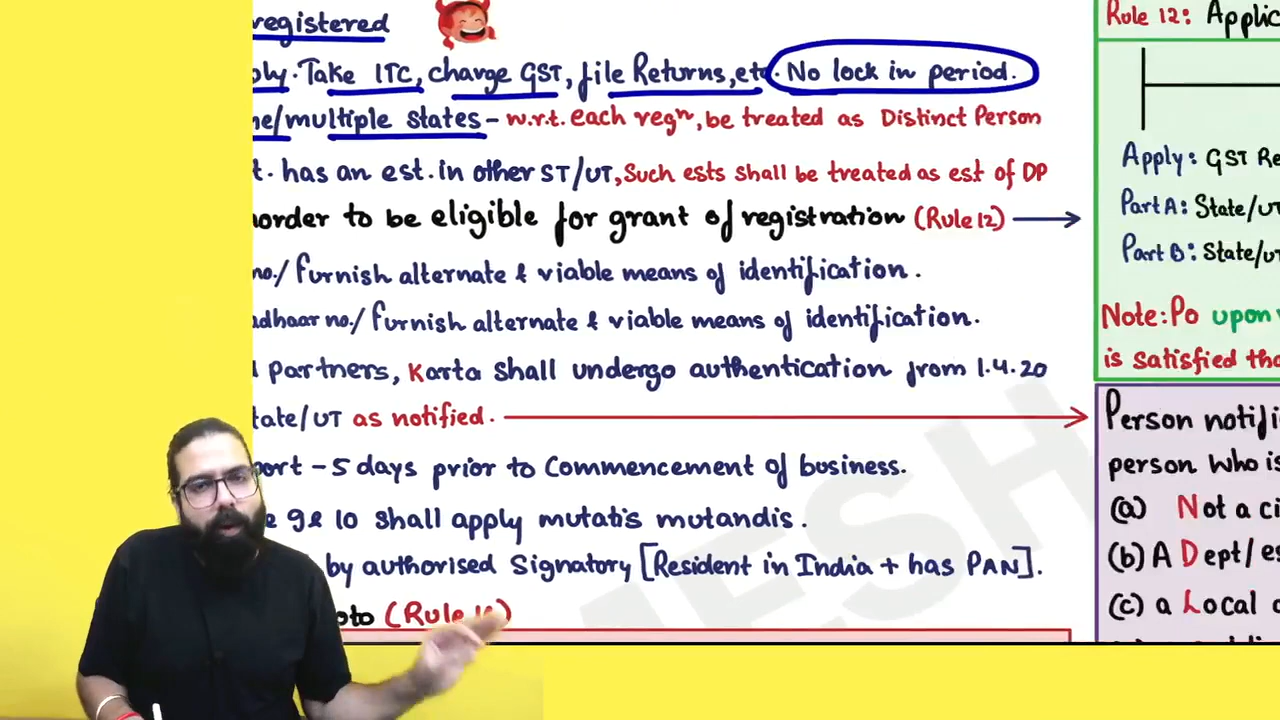 registered
ply. Take ITC, charge GST, file Returns, etc. No lock in period.
ne/multiple states - w.r.t. each regⁿ, be treated as Distinct Person
t. has an est. in other ST/UT, Such ests shall be treated as est of DP
norder to be eligible for grant of registration (Rule 12)
no./ furnish alternate & viable means of identification.
adhaar no./ furnish alternate & viable means of identification.
partners, Karta shall undergo authentication from 1.4.20
tate/UT as notified.
port - 5 days prior to Commencement of business.
e 9 & 10 shall apply mutatis mutandis.
by authorised Signatory [Resident in India + has PAN].
oto (Rule
Rule 12: Applic
Apply: GST Re
Part A: State/UT
Part B: State/UT
Note: Po upon
is satisfied tha
Person notifi
person who is
(a) Not a ci
(b) A Dept/es
(c) a Local
MESH